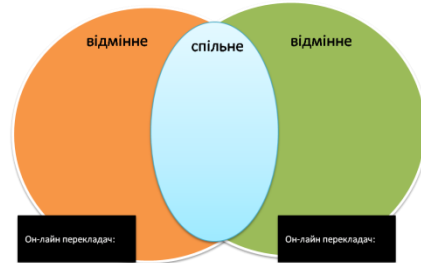 відмінне
спільне
відмінне
Он-лайн перекладач:
Он-лайн перекладач: